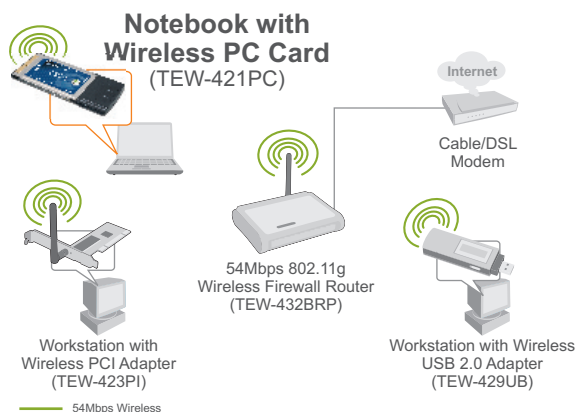 Notebook with
Wireless PC Card
(TEW-421PC)
Internet
Cable/DSL
Modem
54Mbps 802.11g
Wireless Firewall Router
(TEW-432BRP)
Workstation with
Wireless PCI Adapter
(TEW-423PI)
Workstation with Wireless
USB 2.0 Adapter
(TEW-429UB)
54Mbps Wireless